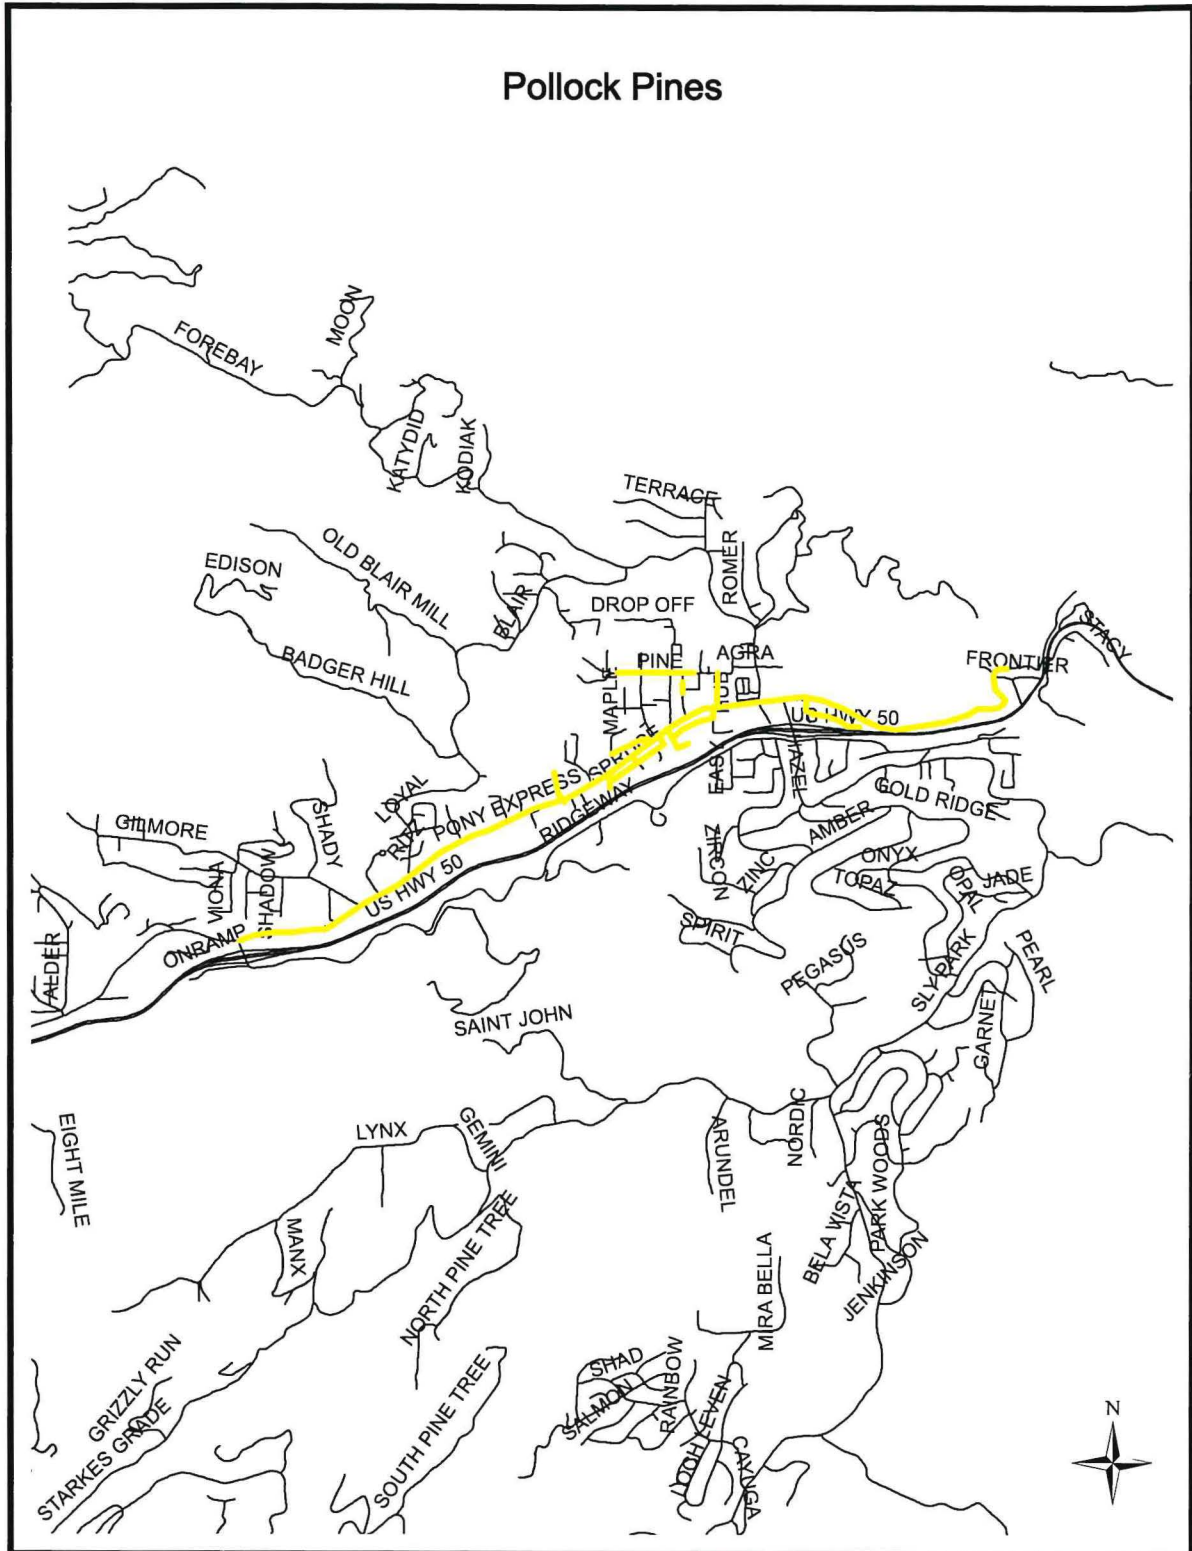 Pollock Pines
MOON
FOREBAY
KATYDID
KODIAK
TERRACE
OLD BLAIR MILL
EDISON
ROMER
BLAIR
DROP OFF
STACY
BADGER HILL
PINE
AGRA
FRONTIER
MAPLE
US HWY 50
SPRUCE
EAST
HAZEL
PONY EXPRESS
LOYAL
RIDGEWAY
GOLD RIDGE
SHADY
GILMORE
RITZ
AMBER
ZIRCON
ZINC
ONYX
TOPAZ
OPAL
JADE
SHADOW
US HWY 50
SPIRIT
ONRAMP
ALDER
PEGASUS
SLY PARK
PEARL
GARNET
SAINT JOHN
EIGHT MILE
LYNX
GEMINI
ARUNDEL
NORDIC
PARK WOODS
MANX
NORTH PINE TREE
BELA VISTA
MIRA BELLA
JENKINSON
GRIZZLY RUN
STARKES GRADE
SOUTH PINE TREE
SHAD
SALMON
RAINBOW
LOCH LEVEN
CAYUGA
N